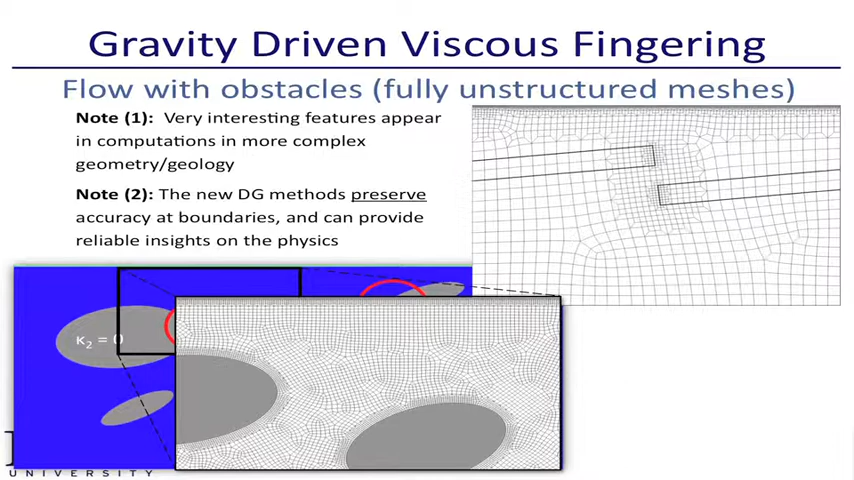 Gravity Driven Viscous Fingering
Flow with obstacles (fully unstructured meshes)
Note (1): Very interesting features appear
in computations in more complex
geometry/geology
Note (2): The new DG methods preserve
accuracy at boundaries, and can provide
reliable insights on the physics
κ₂ = 0
UNIVERSITY